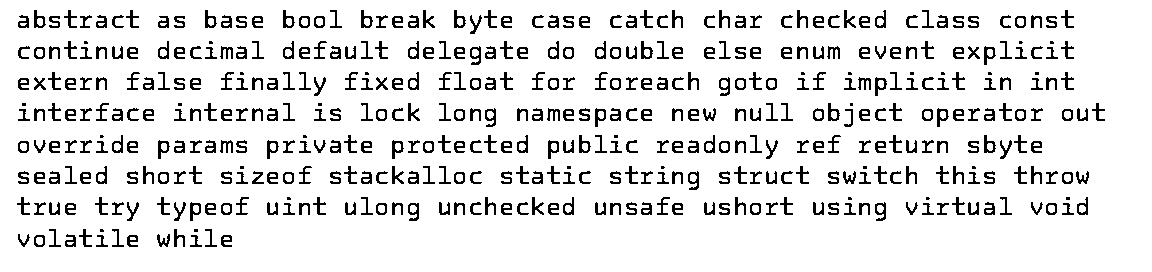 abstract as base bool break byte case catch char checked class const
continue decimal default delegate do double else enum event explicit
extern false finally fixed float for foreach goto if implicit in int
interface internal is lock long namespace new null object operator out
override params private protected public readonly ref return sbyte
sealed short sizeof stackalloc static string struct switch this throw
true try typeof uint ulong unchecked unsafe ushort using virtual void
volatile while